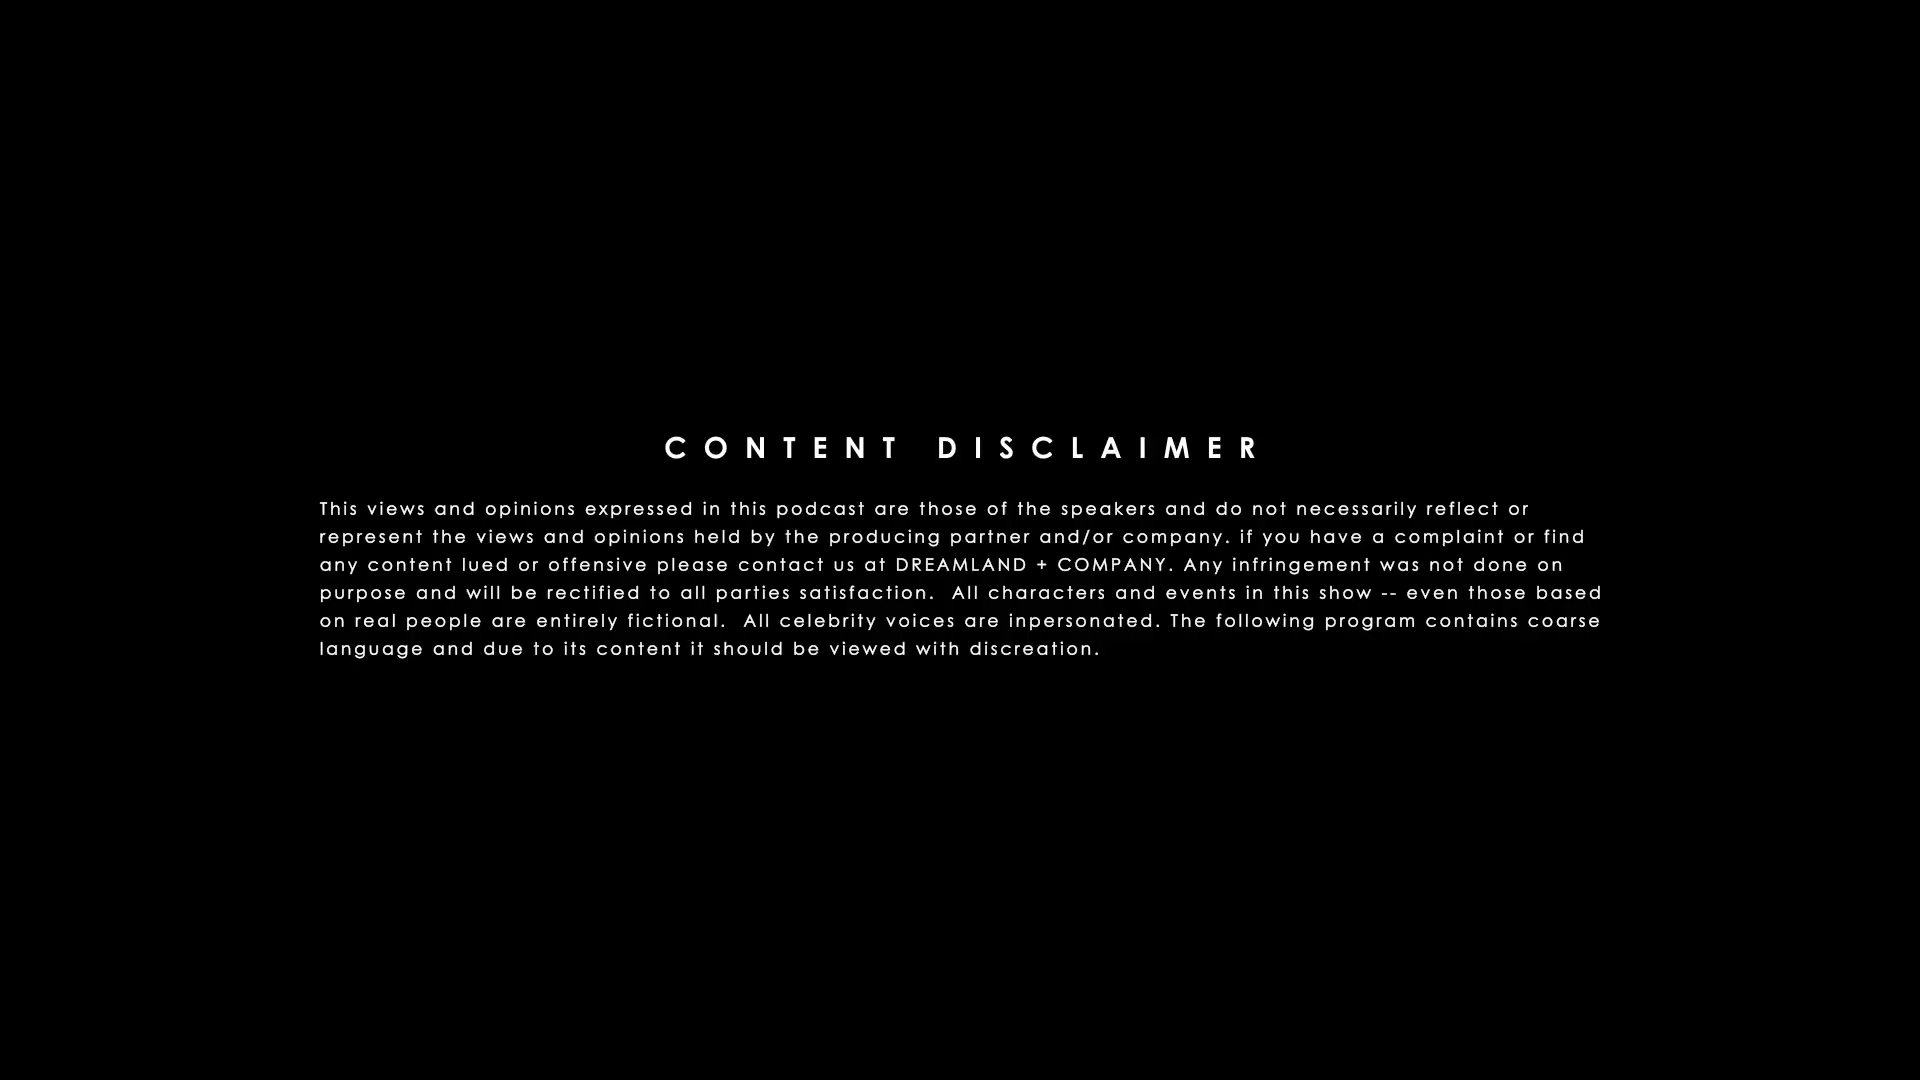 CONTENT DISCLAIMER
This views and opinions expressed in this podcast are those of the speakers and do not necessarily reflect or
represent the views and opinions held by the producing partner and/or company. if you have a complaint or find
any content lued or offensive please contact us at DREAMLAND + COMPANY. Any infringement was not done on
purpose and will be rectified to all parties satisfaction.  All characters and events in this show -- even those based
on real people are entirely fictional.  All celebrity voices are inpersonated. The following program contains coarse
language and due to its content it should be viewed with discreation.